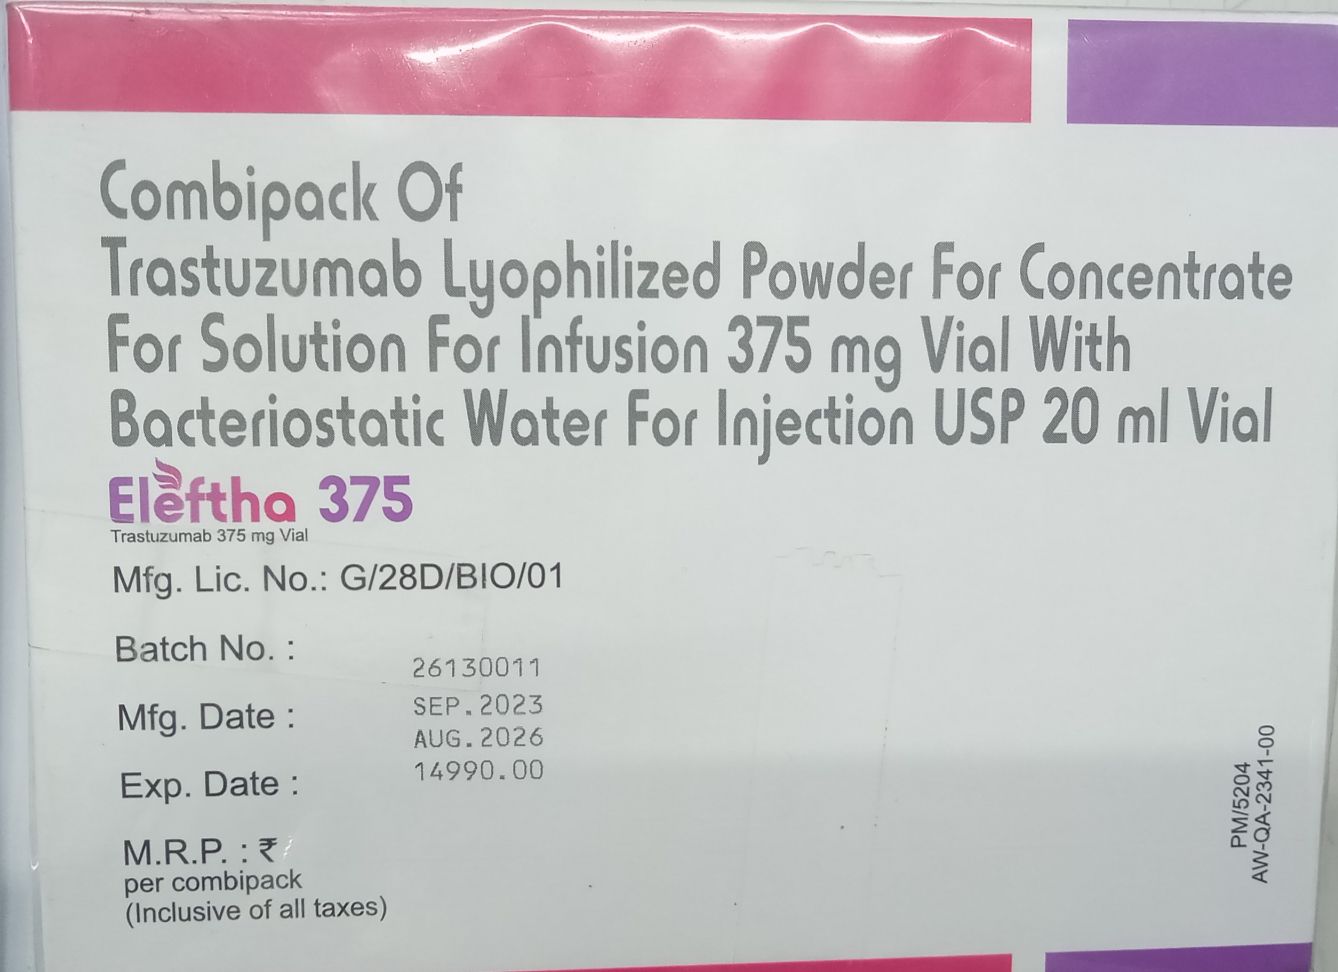 Combipack Of
Trastuzumab Lyophilized Powder For Concentrate
For Solution For Infusion 375 mg Vial With
Bacteriostatic Water For Injection USP 20 ml Vial
Eleftha 375
Trastuzumab 375 mg Vial
Mfg. Lic. No.: G/28D/BIO/01
Batch No. :
26130011
Mfg. Date :
SEP.2023
AUG.2026
Exp. Date :
14990.00
M.R.P. : ₹
per combipack
(Inclusive of all taxes)
PM/5204
AW-QA-2341-00